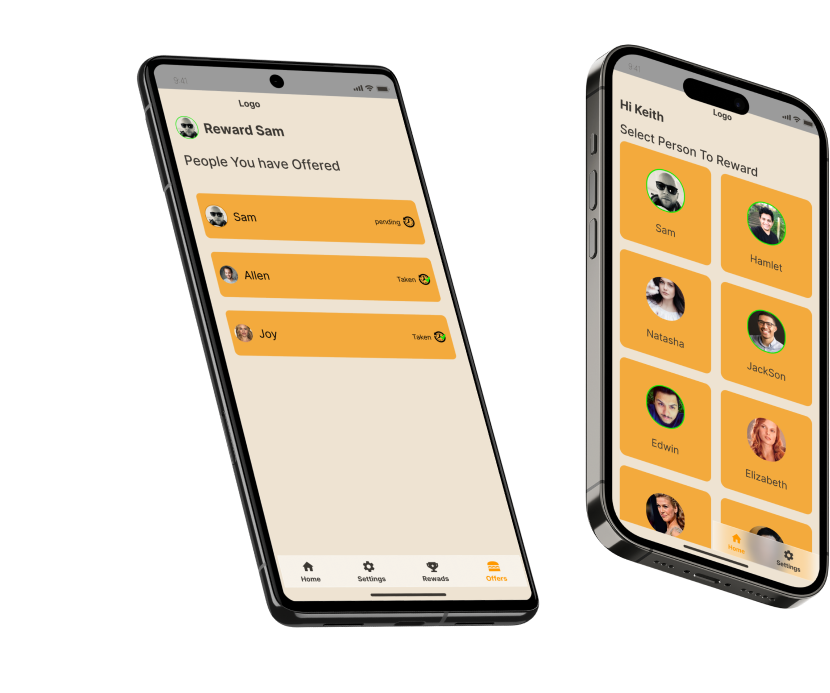 9:41
Logo
Reward Sam
People You have Offered
Sam
pending
Allen
Taken
Joy
Taken
Home
Settings
Rewads
Offers
9:41
Hi Keith
Logo
Select Person To Reward
Sam
Hamlet
Natasha
JackSon
Edwin
Elizabeth
Home
Settings